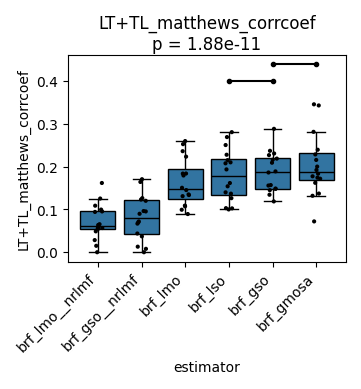 LT+TL_matthews_corrcoef
p = 1.88e-11
LT+TL_matthews_corrcoef
0.4
0.3
0.2
0.1
0.0
brf_lmo__nrlmf
brf_gso__nrlmf
brf_lmo
brf_lso
brf_gso
brf_gmosa
estimator